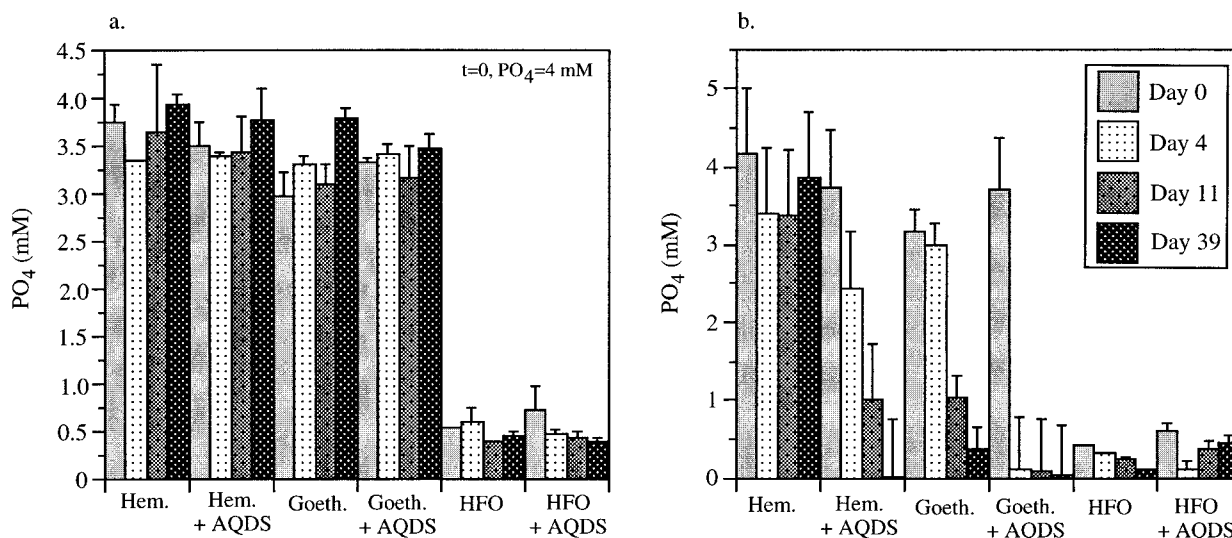 a.
4.5
4.0
3.5
3.0
2.5
2.0
1.5
1.0
0.5
0
PO4 (mM)
t=0, PO4=4 mM
Hem.
Hem. + AQDS
Goeth.
Goeth. + AQDS
HFO
HFO + AQDS
b.
5
4
3
2
1
0
PO4 (mM)
Day 0
Day 4
Day 11
Day 39
Hem.
Hem. + AQDS
Goeth.
Goeth. + AQDS
HFO
HFO + AQDS